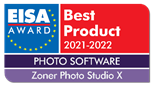 EISA
AWARD
Best
Product
2021-2022
PHOTO SOFTWARE
Zoner Photo Studio X